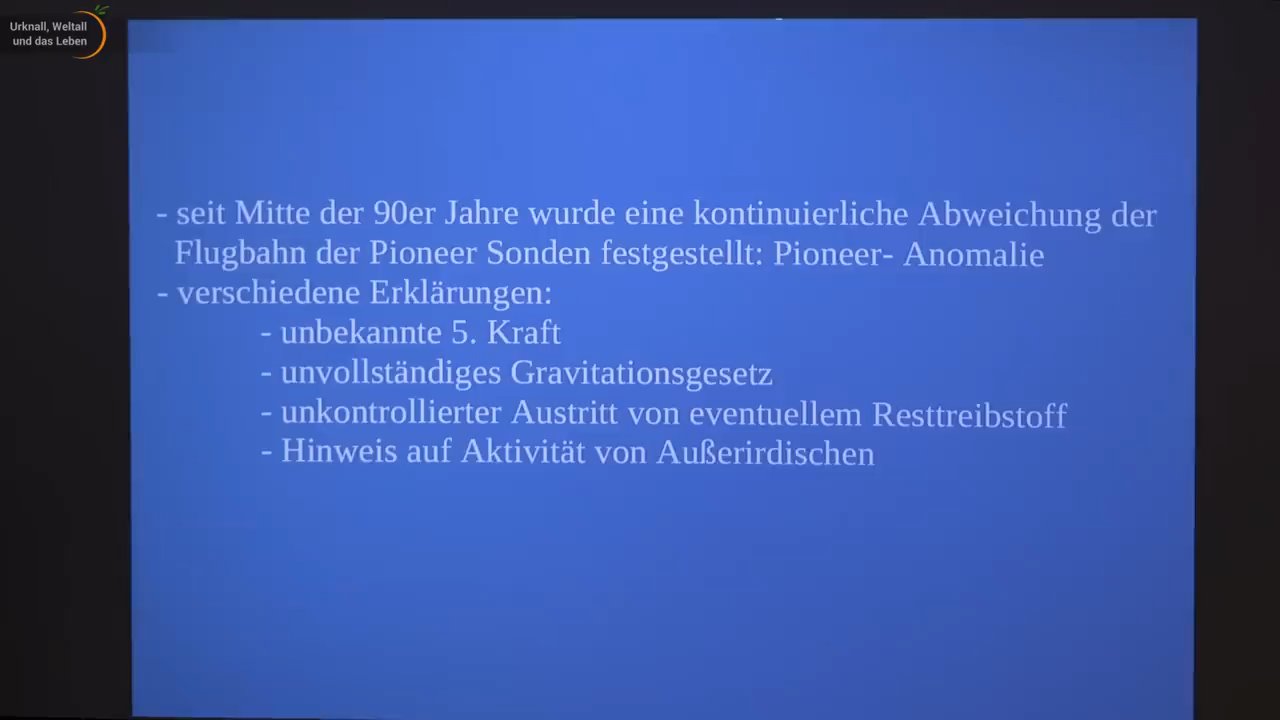 Urknall, Weltall
und das Leben
- seit Mitte der 90er Jahre wurde eine kontinuierliche Abweichung der
Flugbahn der Pioneer Sonden festgestellt: Pioneer- Anomalie
- verschiedene Erklärungen:
- unbekannte 5. Kraft
- unvollständiges Gravitationsgesetz
- unkontrollierter Austritt von eventuellem Resttreibstoff
- Hinweis auf Aktivität von Außerirdischen